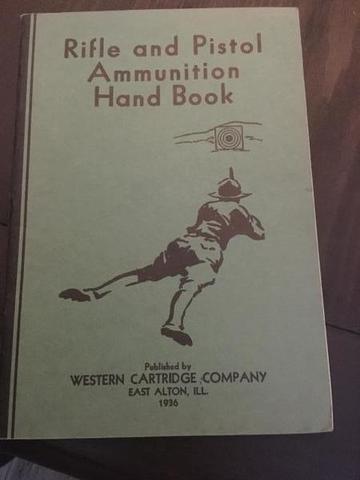 Rifle and Pistol
Ammunition
Hand Book
Published by
WESTERN CARTRIDGE COMPANY
EAST ALTON, ILL.
1936